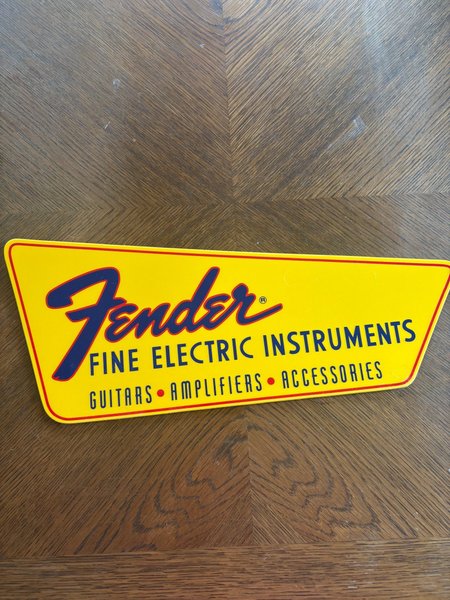 Fender®
FINE ELECTRIC INSTRUMENTS
GUITARS • AMPLIFIERS • ACCESSORIES